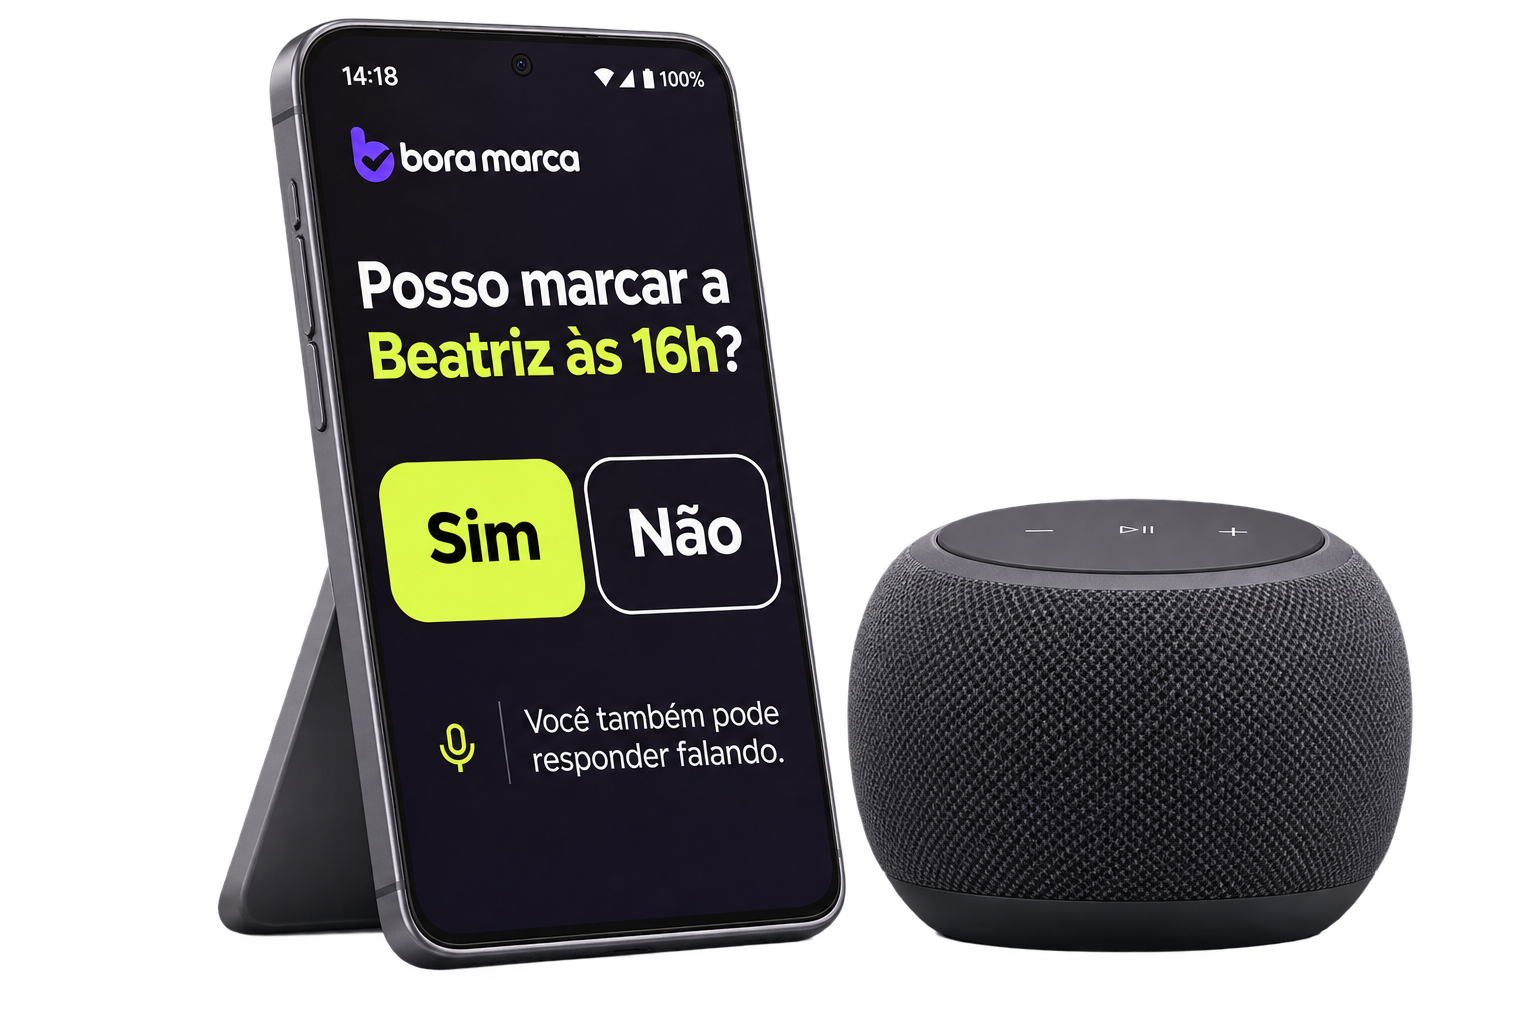 14:18
100%
bora marca
Posso marcar a
Beatriz às 16h?
Sim
Não
Você também pode
responder falando.